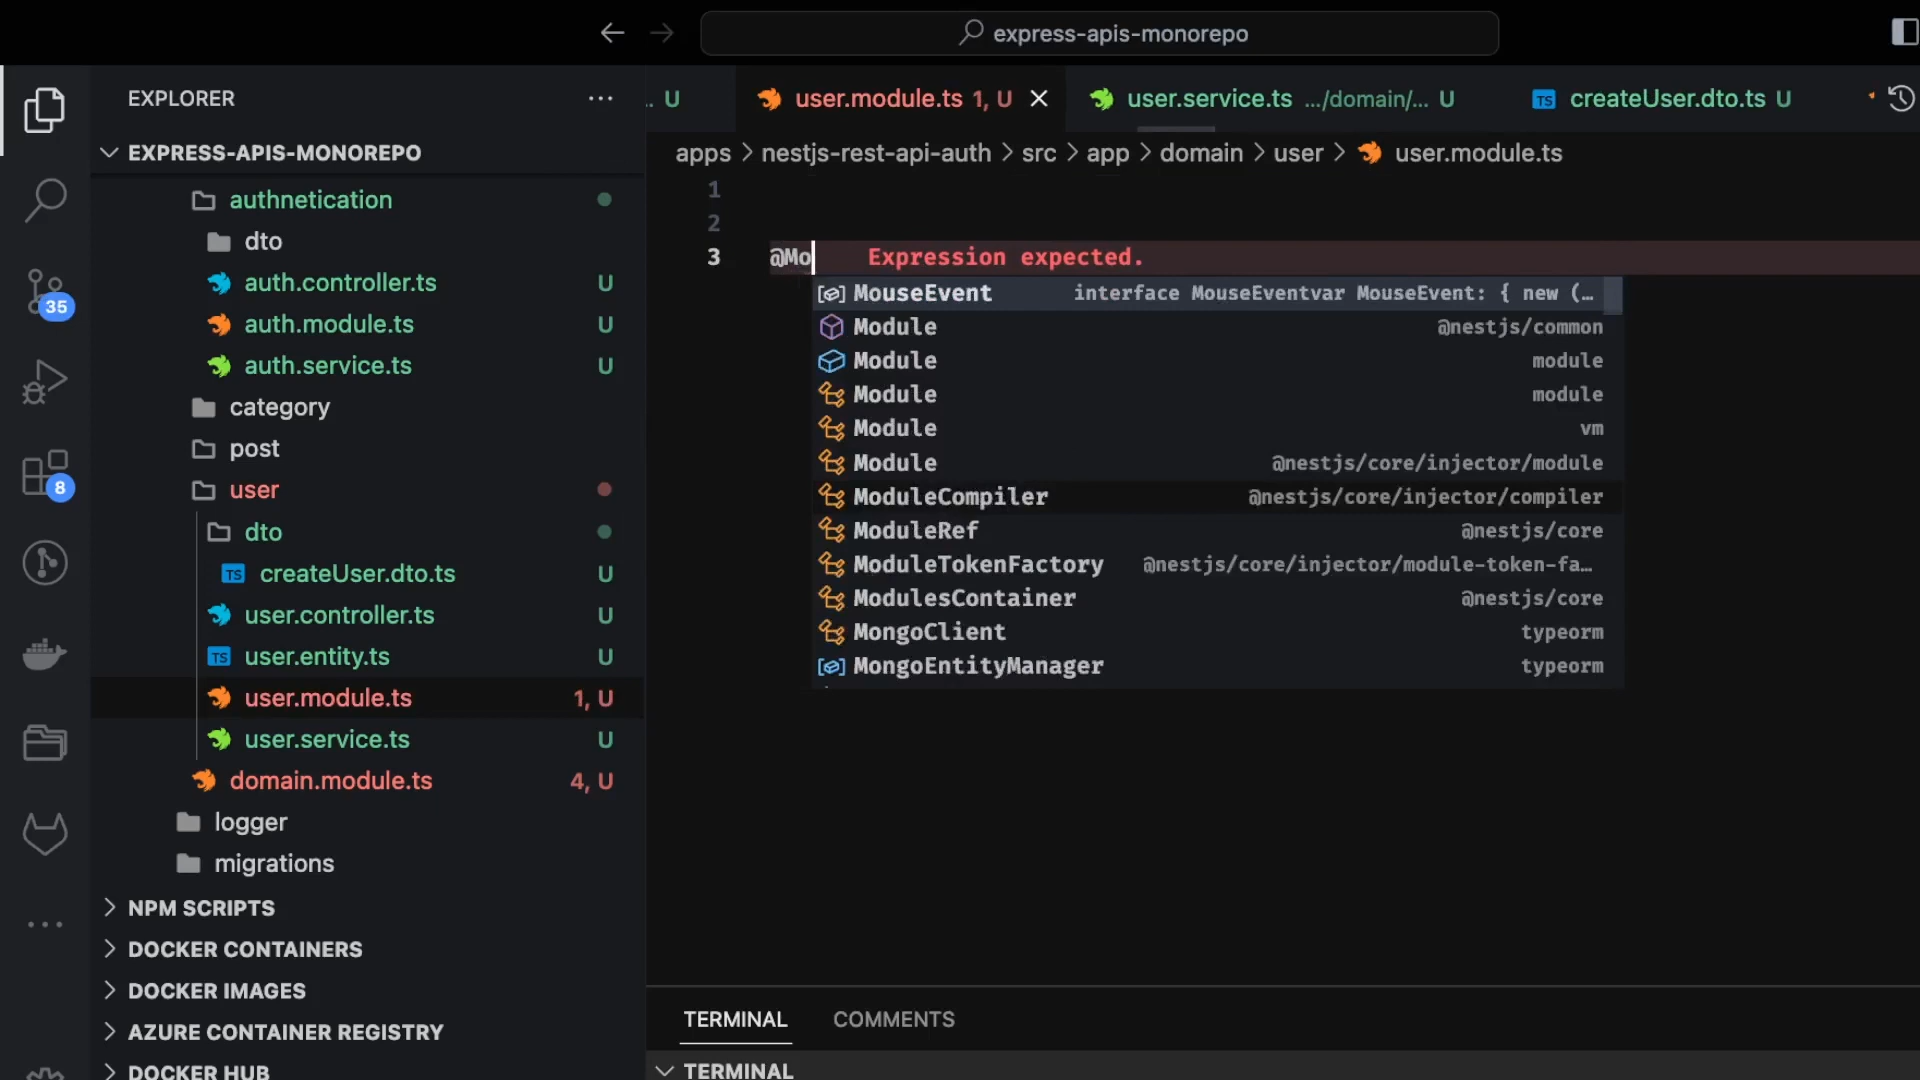 express-apis-monorepo
EXPLORER
EXPRESS-APIS-MONOREPO
authnetication
dto
auth.controller.ts U
auth.module.ts U
auth.service.ts U
category
post
user
dto
createUser.dto.ts U
user.controller.ts U
user.entity.ts U
user.module.ts 1, U
user.service.ts U
domain.module.ts 4, U
logger
migrations
NPM SCRIPTS
DOCKER CONTAINERS
DOCKER IMAGES
AZURE CONTAINER REGISTRY
DOCKER HUB
35
8
.. U
user.module.ts 1, U
user.service.ts .../domain/... U
createUser.dto.ts U
apps > nestjs-rest-api-auth > src > app > domain > user > user.module.ts
1
2
3 @Mo Expression expected.
MouseEvent interface MouseEventvar MouseEvent: { new (…
Module @nestjs/common
Module module
Module module
Module vm
Module @nestjs/core/injector/module
ModuleCompiler @nestjs/core/injector/compiler
ModuleRef @nestjs/core
ModuleTokenFactory @nestjs/core/injector/module-token-fa…
ModulesContainer @nestjs/core
MongoClient typeorm
MongoEntityManager typeorm
TERMINAL COMMENTS
TERMINAL